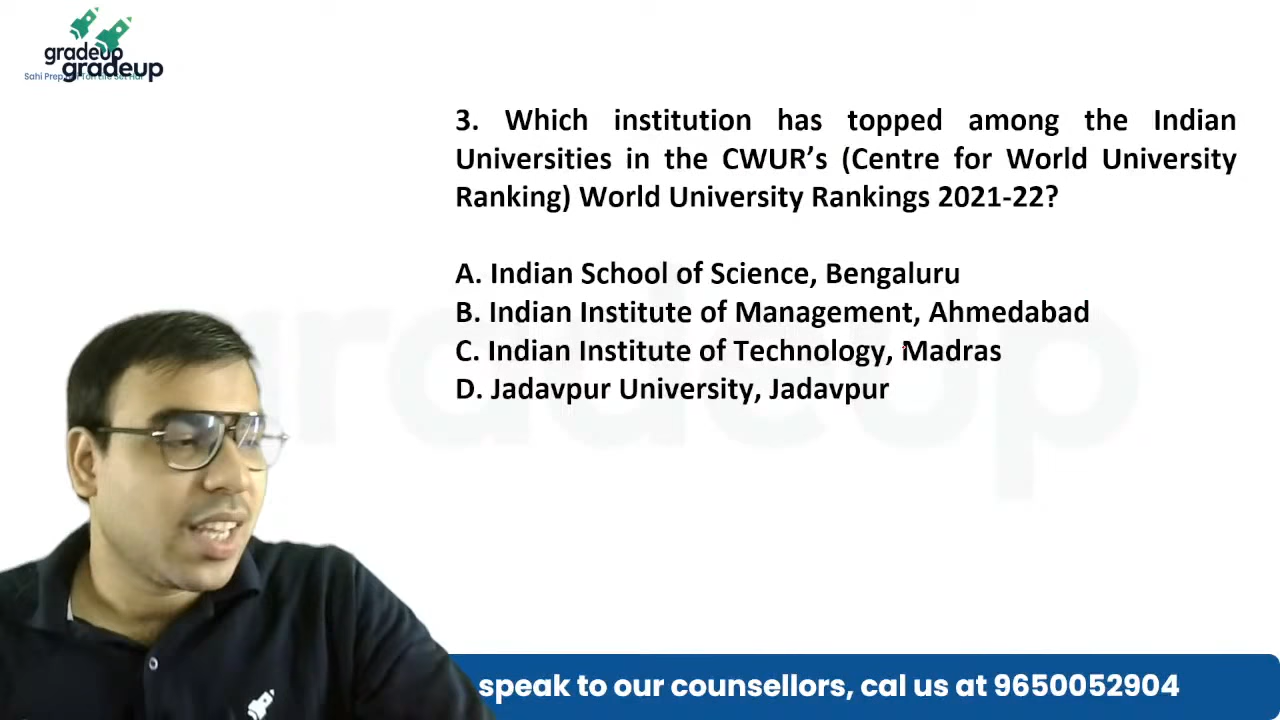 gradeup
gradeup
3. Which institution has topped among the Indian
Universities in the CWUR’s (Centre for World University
Ranking) World University Rankings 2021-22?
A. Indian School of Science, Bengaluru
B. Indian Institute of Management, Ahmedabad
C. Indian Institute of Technology, Madras
D. Jadavpur University, Jadavpur
gradeup
speak to our counsellors, cal us at 9650052904